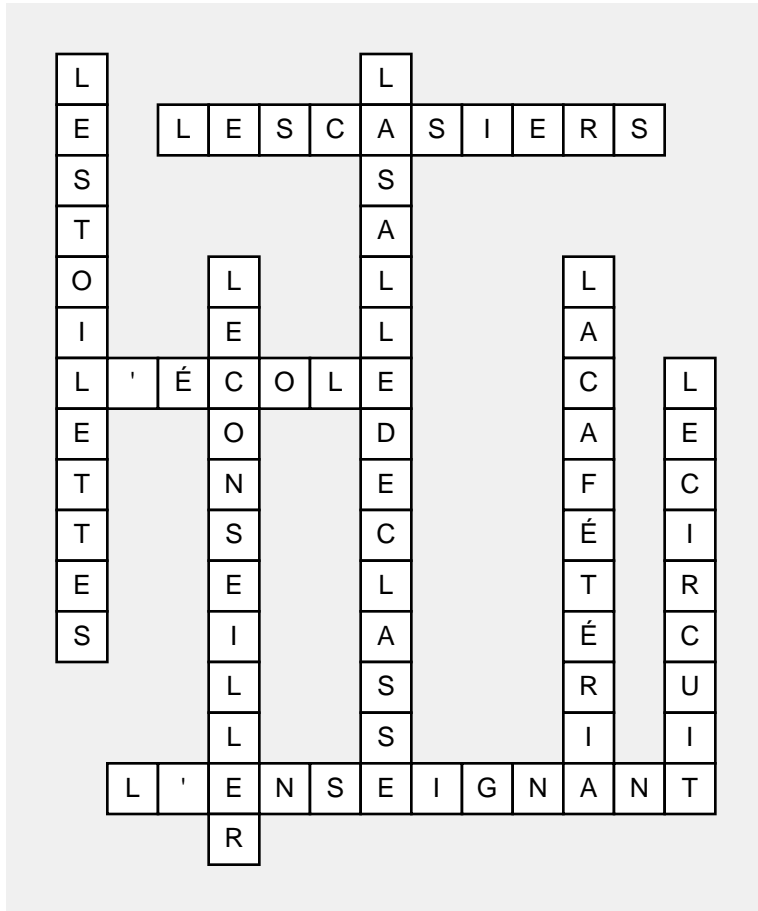 LESTOILETTES
LASALLEDECLASSE
LESCASIERS
LECONSEILLER
LACAFÉTÉRIA
L'ÉCOLE
LECIRCUIT
L'ENSEIGNANT